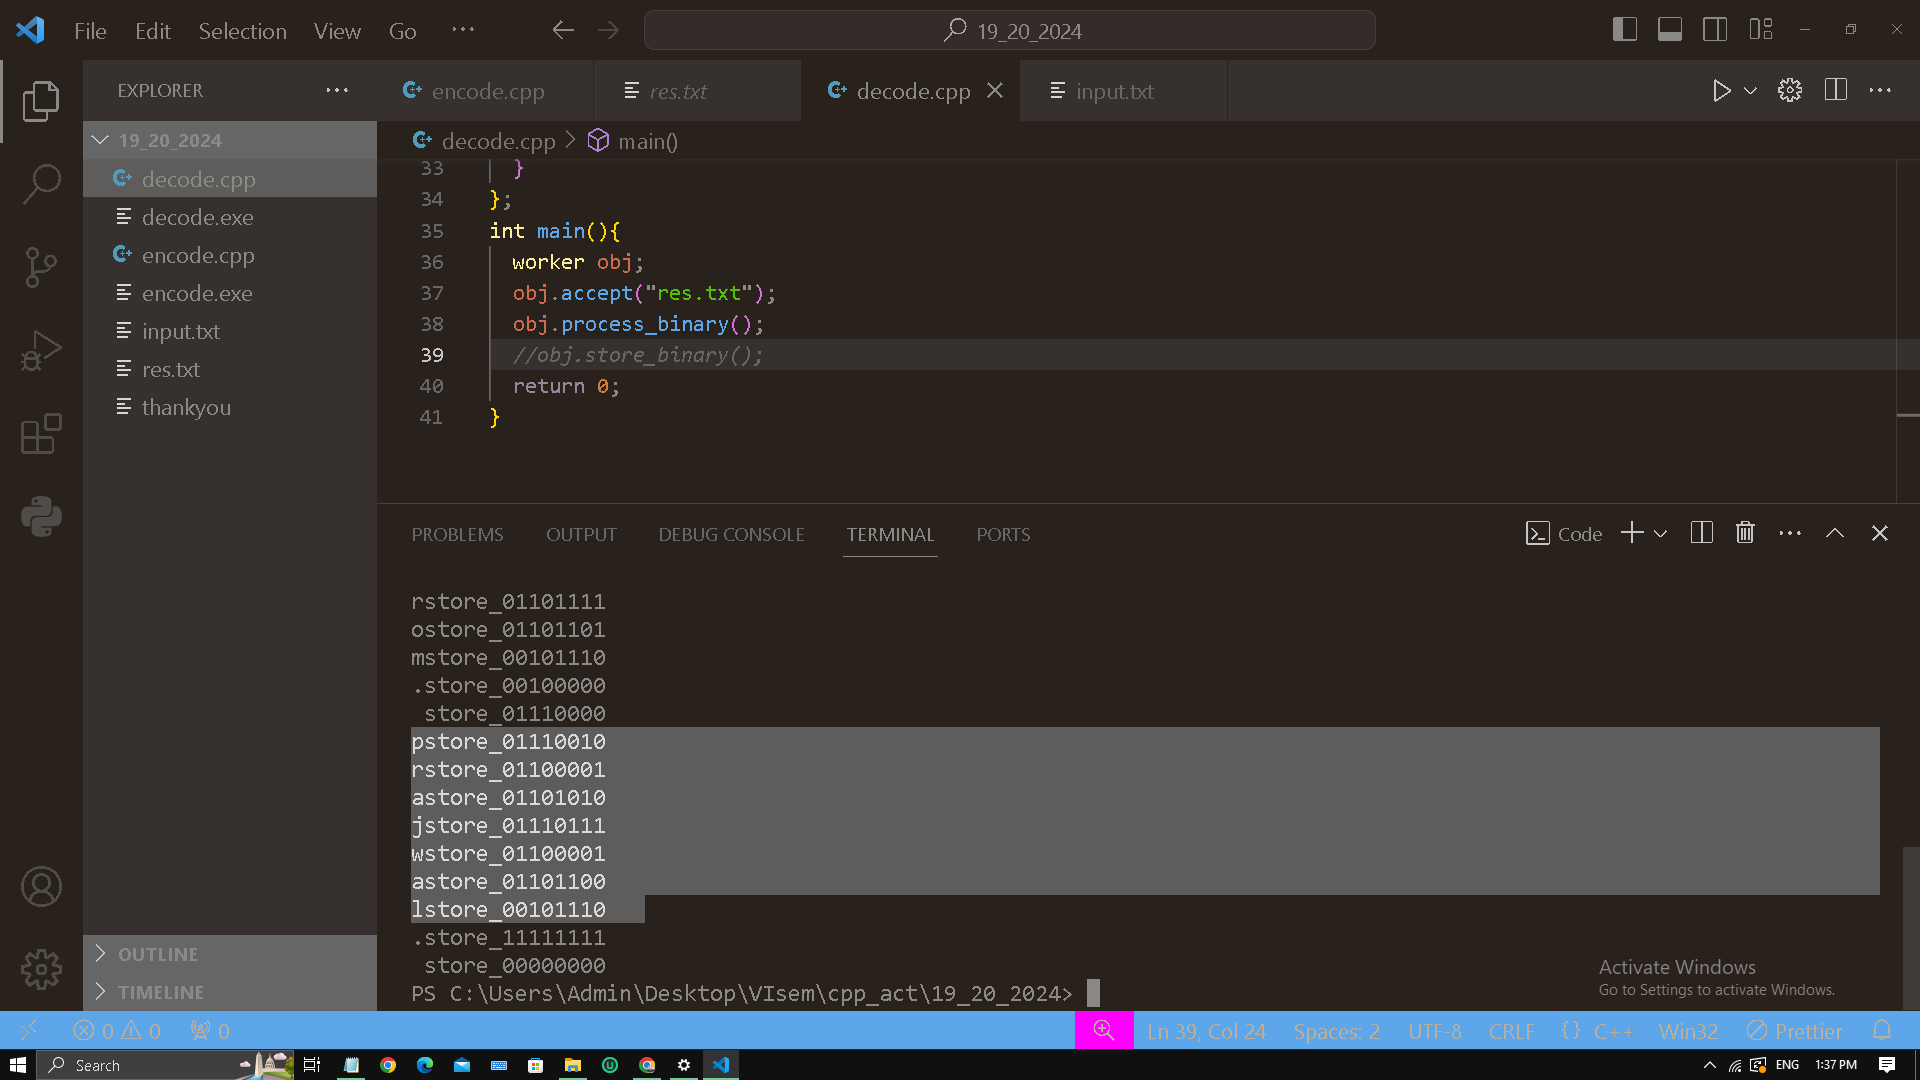 File Edit Selection View Go ··· 19_20_2024
EXPLORER ···
encode.cpp res.txt decode.cpp input.txt
19_20_2024
decode.cpp
decode.exe
encode.cpp
encode.exe
input.txt
res.txt
thankyou
OUTLINE
TIMELINE
decode.cpp > main()
33 }
34 };
35 int main(){
36 worker obj;
37 obj.accept("res.txt");
38 obj.process_binary();
39 //obj.store_binary();
40 return 0;
41 }
PROBLEMS OUTPUT DEBUG CONSOLE TERMINAL PORTS Code
rstore_01101111
ostore_01101101
mstore_00101110
.store_00100000
 store_01110000
pstore_01110010
rstore_01100001
astore_01101010
jstore_01110111
wstore_01100001
astore_01101100
lstore_00101110
.store_11111111
 store_00000000
PS C:\Users\Admin\Desktop\VIsem\cpp_act\19_20_2024>
Activate Windows
Go to Settings to activate Windows.
0 0 0 Ln 39, Col 24 Spaces: 2 UTF-8 CRLF {} C++ Win32 Prettier
Search ENG 1:37 PM